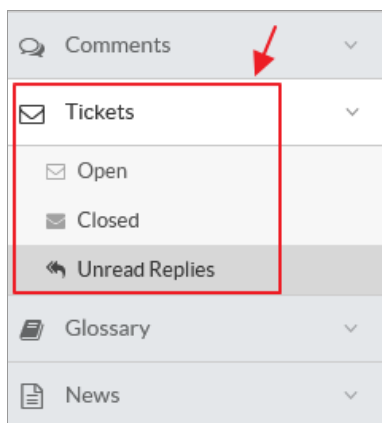 Comments
Tickets
Open
Closed
Unread Replies
Glossary
News